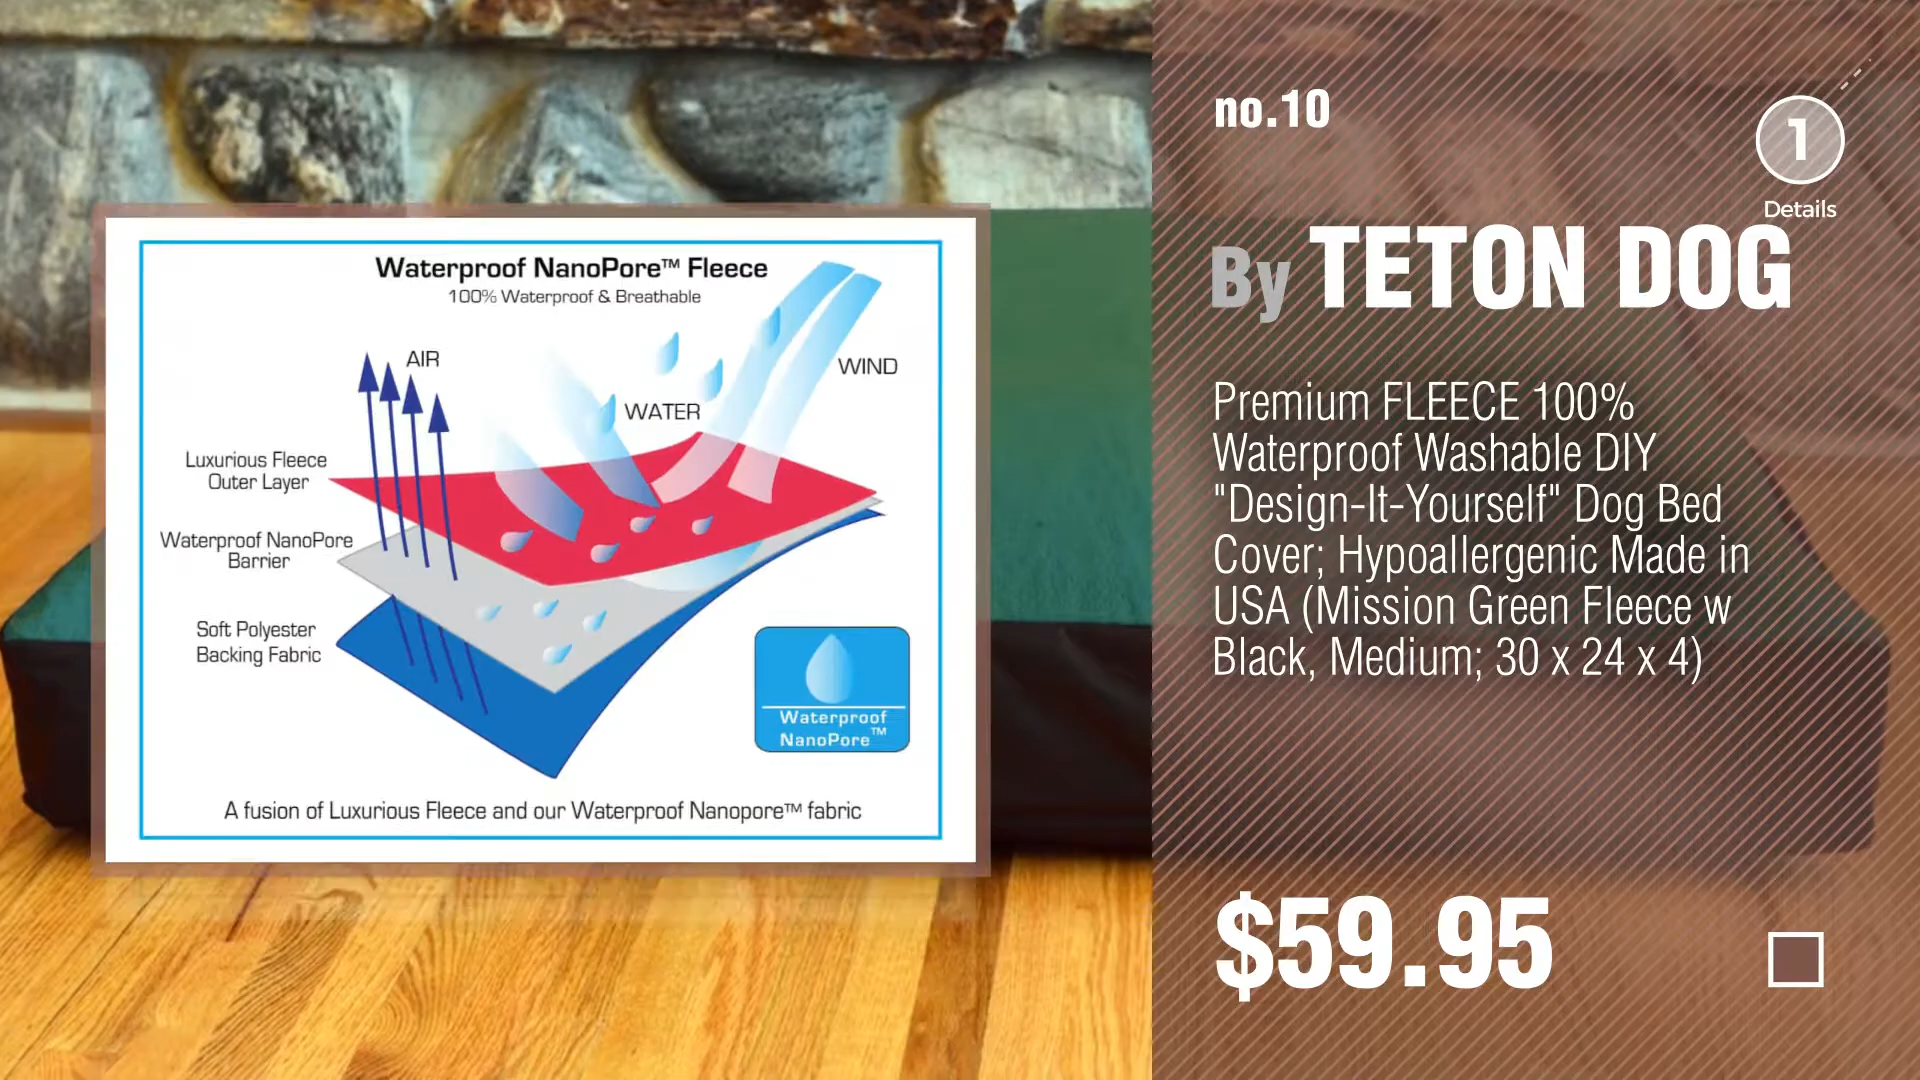 no.10
1
Details
By TETON DOG
Premium FLEECE 100%
Waterproof Washable DIY
"Design-It-Yourself" Dog Bed
Cover; Hypoallergenic Made in
USA (Mission Green Fleece w
Black, Medium; 30 x 24 x 4)
$59.95
Waterproof NanoPore™ Fleece
100% Waterproof & Breathable
AIR
WIND
WATER
Luxurious Fleece
Outer Layer
Waterproof NanoPore
Barrier
Soft Polyester
Backing Fabric
Waterproof
NanoPore™
A fusion of Luxurious Fleece and our Waterproof Nanopore™ fabric